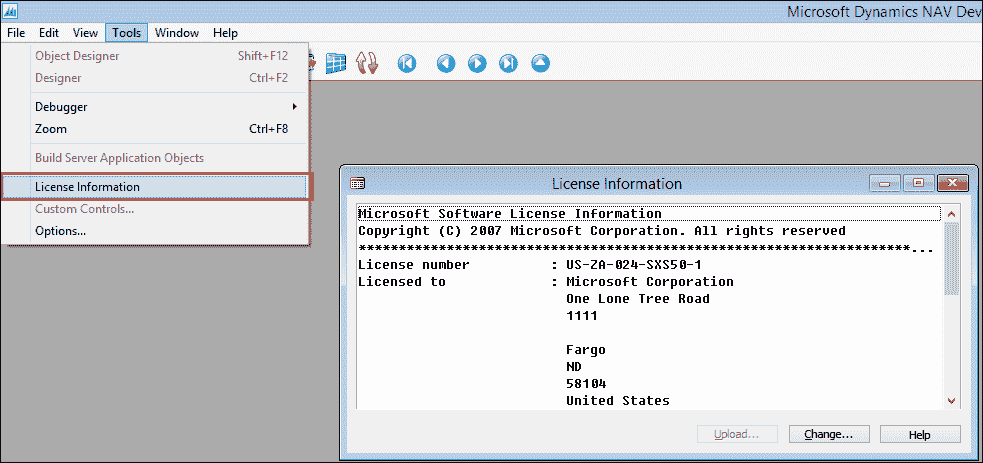 Microsoft Dynamics NAV Dev
File Edit View Tools Window Help
Object Designer Shift+F12
Designer Ctrl+F2
Debugger
Zoom Ctrl+F8
Build Server Application Objects
License Information
Custom Controls...
Options...
License Information
Microsoft Software License Information
Copyright (C) 2007 Microsoft Corporation. All rights reserved
**********************************************************************...
License number : US-ZA-024-SXS50-1
Licensed to : Microsoft Corporation
One Lone Tree Road
1111
Fargo
ND
58104
United States
Upload... Change... Help